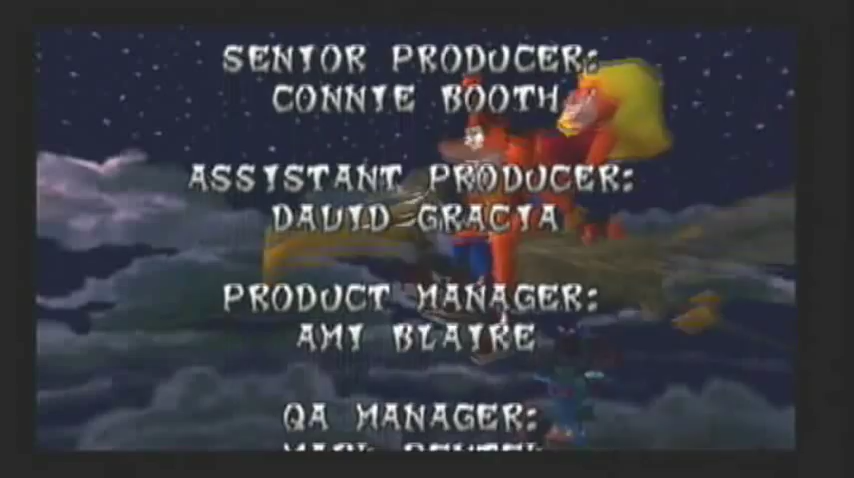 SENIOR PRODUCER:
CONNIE BOOTH
ASSISTANT PRODUCER:
DAVID GRACIA
PRODUCT MANAGER:
AMI BLAIRE
QA MANAGER: